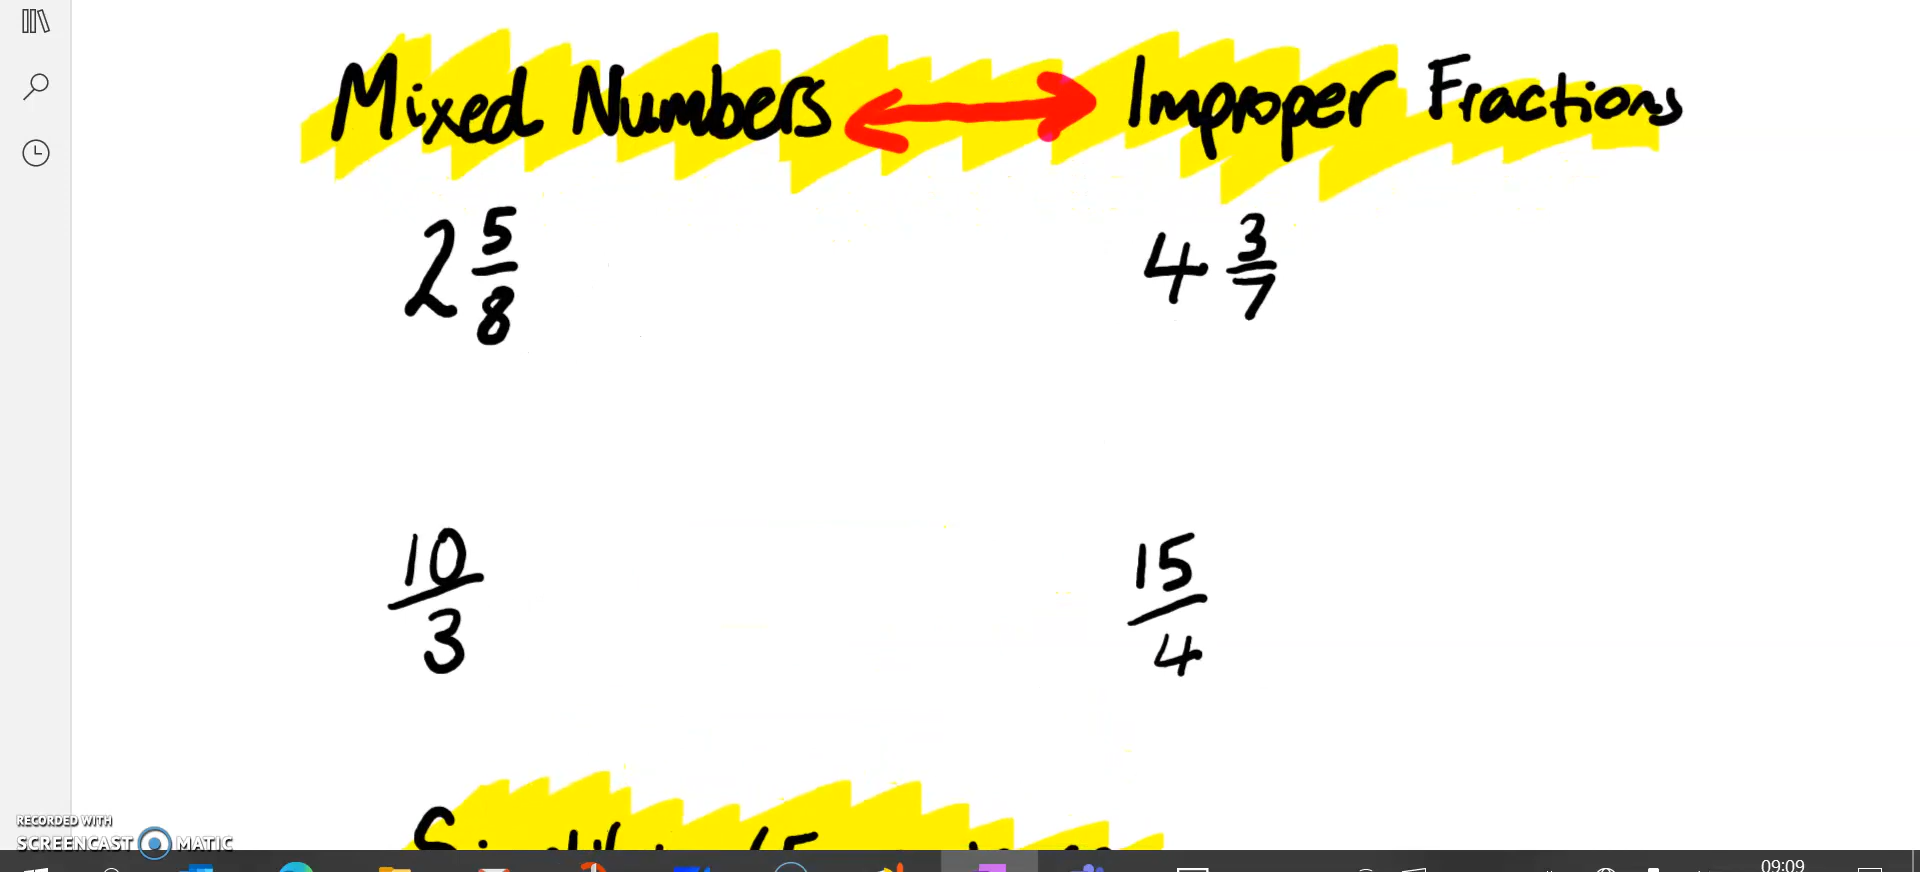 Mixed Numbers ↔ Improper Fractions
2 5/8
4 3/7
10/3
15/4
RECORDED WITH
SCREENCAST MATIC
09:09